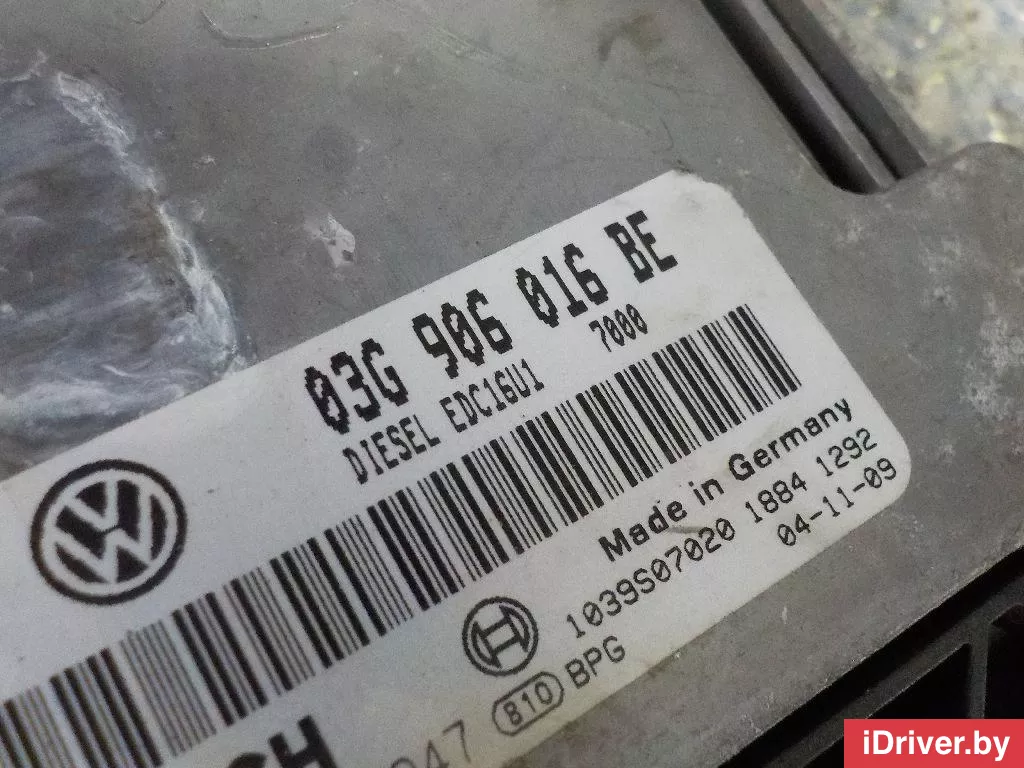 03G 906 016 BE
DIESEL EDC16U1 7000
Made in Germany
1039S07020 1884 1292
04-11-09
810 BPG
iDriver.by